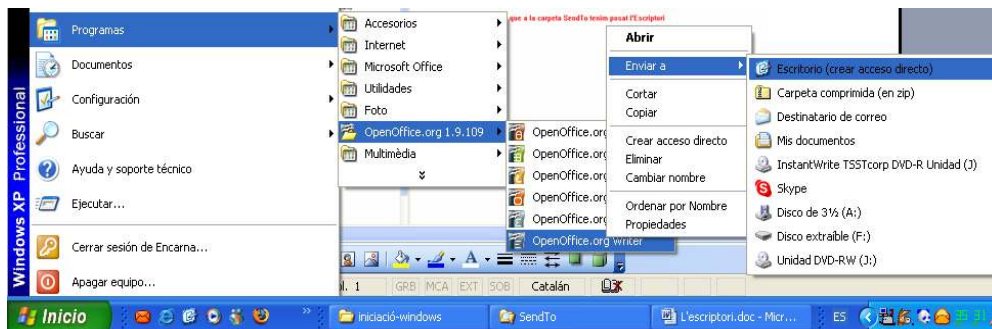 Windows XP Professional
Programas
Documentos
Configuración
Buscar
Ayuda y soporte técnico
Ejecutar...
Cerrar sesión de Encarna...
Apagar equipo...
Accesorios
Internet
Microsoft Office
Utilidades
Foto
OpenOffice.org 1.9.109
Multimèdia
que a la carpeta SendTo tenim posat l'Escriptori
OpenOffice.org
OpenOffice.org
OpenOffice.org
OpenOffice.org
OpenOffice.org
OpenOffice.org Writer
Abrir
Enviar a
Cortar
Copiar
Crear acceso directo
Eliminar
Cambiar nombre
Ordenar por Nombre
Propiedades
Escritorio (crear acceso directo)
Carpeta comprimida (en zip)
Destinatario de correo
Mis documentos
InstantWrite TSSTcorp DVD-R Unidad (J)
Skype
Disco de 3½ (A:)
Disco extraíble (F:)
Unidad DVD-RW (J:)
l. 1 GRB MCA EXT SOB Catalán
Inicio
iniciació-windows
SendTo
L'escriptori.doc - Micr...
ES